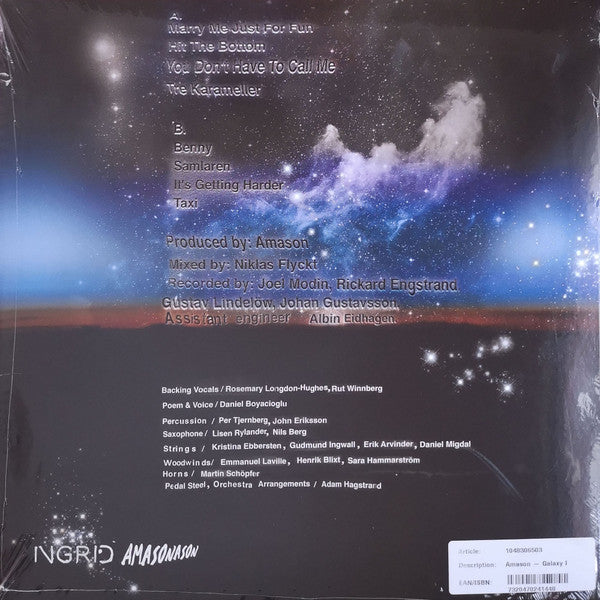 A.
Marry Me Just For Fun
Hit The Bottom
You Don't Have To Call Me
Tre Karameller
B.
Benny
Samlaren
It's Getting Harder
Taxi
Produced by: Amason
Mixed by: Niklas Flyckt
Recorded by: Joel Modin, Rickard Engstrand
Gustav Lindelöw, Johan Gustavsson,
Assistant engineer Albin Eidhagen
Backing Vocals / Rosemary Longdon-Hughes, Rut Winnberg
Poem & Voice / Daniel Boyacioglu
Percussion / Per Tjernberg, John Eriksson
Saxophone / Lisen Rylander, Nils Berg
Strings / Kristina Ebbersten, Gudmund Ingwall, Erik Arvinder, Daniel Migdal
Woodwinds / Emmanuel Laville, Henrik Blixt, Sara Hammarström
Horns / Martin Schöpfer
Pedal Steel, Orchestra Arrangements / Adam Hagstrand
INGRID AMASONASON
Article: 1048306503
Description: Amason — Galaxy I
EAN/ISBN:
7320470241448